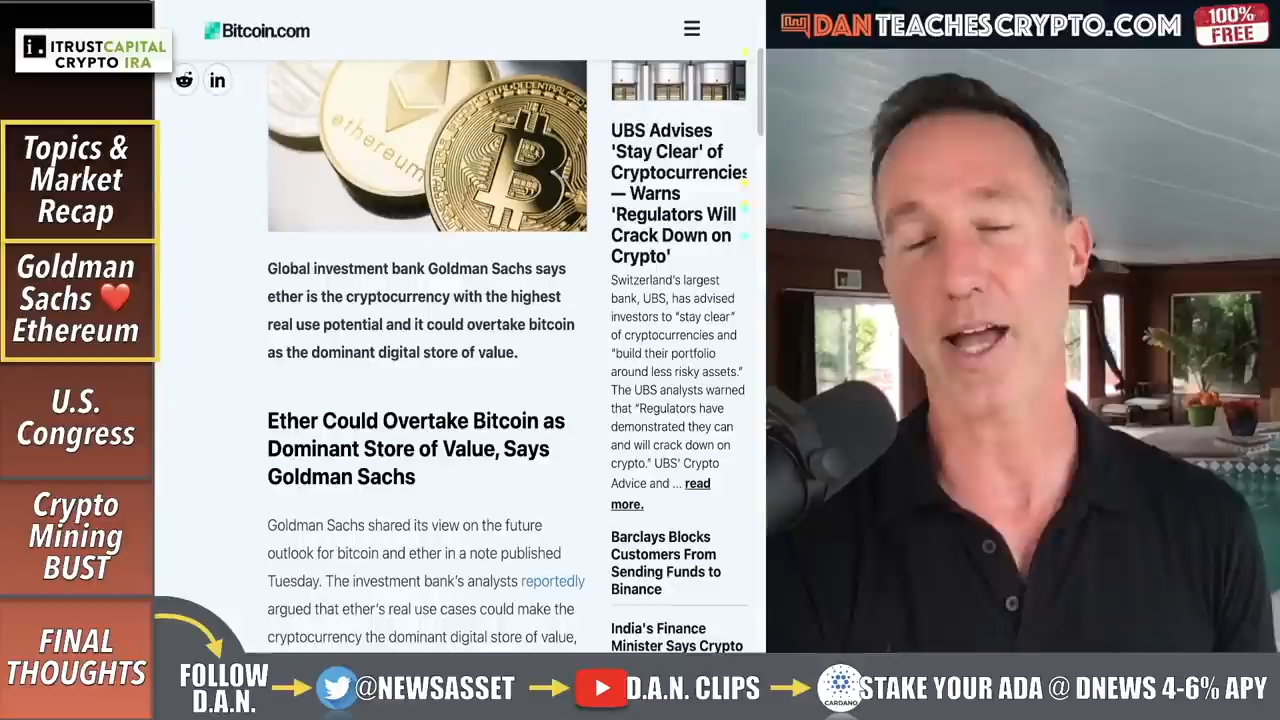 i. ITRUSTCAPITAL
CRYPTO IRA
Topics &
Market
Recap
Goldman
Sachs ❤️
Ethereum
U.S.
Congress
Crypto
Mining
BUST
FINAL
THOUGHTS
Bitcoin.com
in
ethereum
Global investment bank Goldman Sachs says
ether is the cryptocurrency with the highest
real use potential and it could overtake bitcoin
as the dominant digital store of value.
Ether Could Overtake Bitcoin as
Dominant Store of Value, Says
Goldman Sachs
Goldman Sachs shared its view on the future
outlook for bitcoin and ether in a note published
Tuesday. The investment bank's analysts reportedly
argued that ether's real use cases could make the
cryptocurrency the dominant digital store of value,
UBS Advises
'Stay Clear' of
Cryptocurrencies
— Warns
'Regulators Will
Crack Down on
Crypto'
Switzerland's largest
bank, UBS, has advised
investors to “stay clear”
of cryptocurrencies and
“build their portfolio
around less risky assets.”
The UBS analysts warned
that “Regulators have
demonstrated they can
and will crack down on
crypto.” UBS' Crypto
Advice and ... read
more.
Barclays Blocks
Customers From
Sending Funds to
Binance
India's Finance
Minister Says Crypto
DAN TEACHESCRYPTO.COM
100%
FREE
FOLLOW
D.A.N.
@NEWSASSET
D.A.N. CLIPS
CARDANO
STAKE YOUR ADA @ DNEWS 4-6% APY